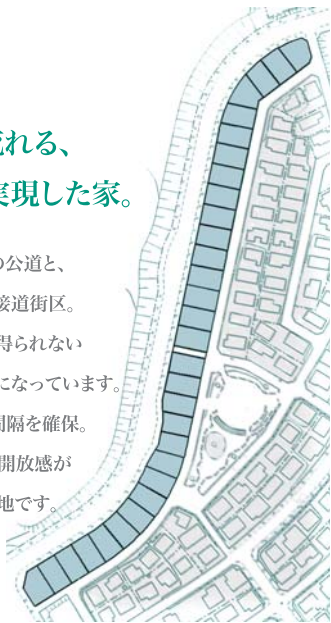 れる、
実現した家。
の公道と、
接道街区。
得られない
になっています。
間隔を確保。
開放感が
地です。